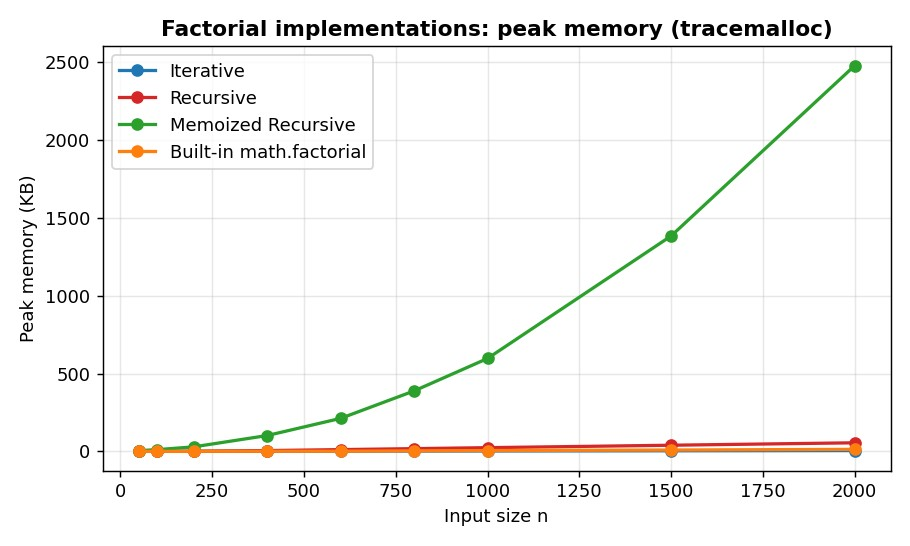 Factorial implementations: peak memory (tracemalloc)
Iterative
Recursive
Memoized Recursive
Built-in math.factorial
Peak memory (KB)
2500
2000
1500
1000
500
0
0 250 500 750 1000 1250 1500 1750 2000
Input size n